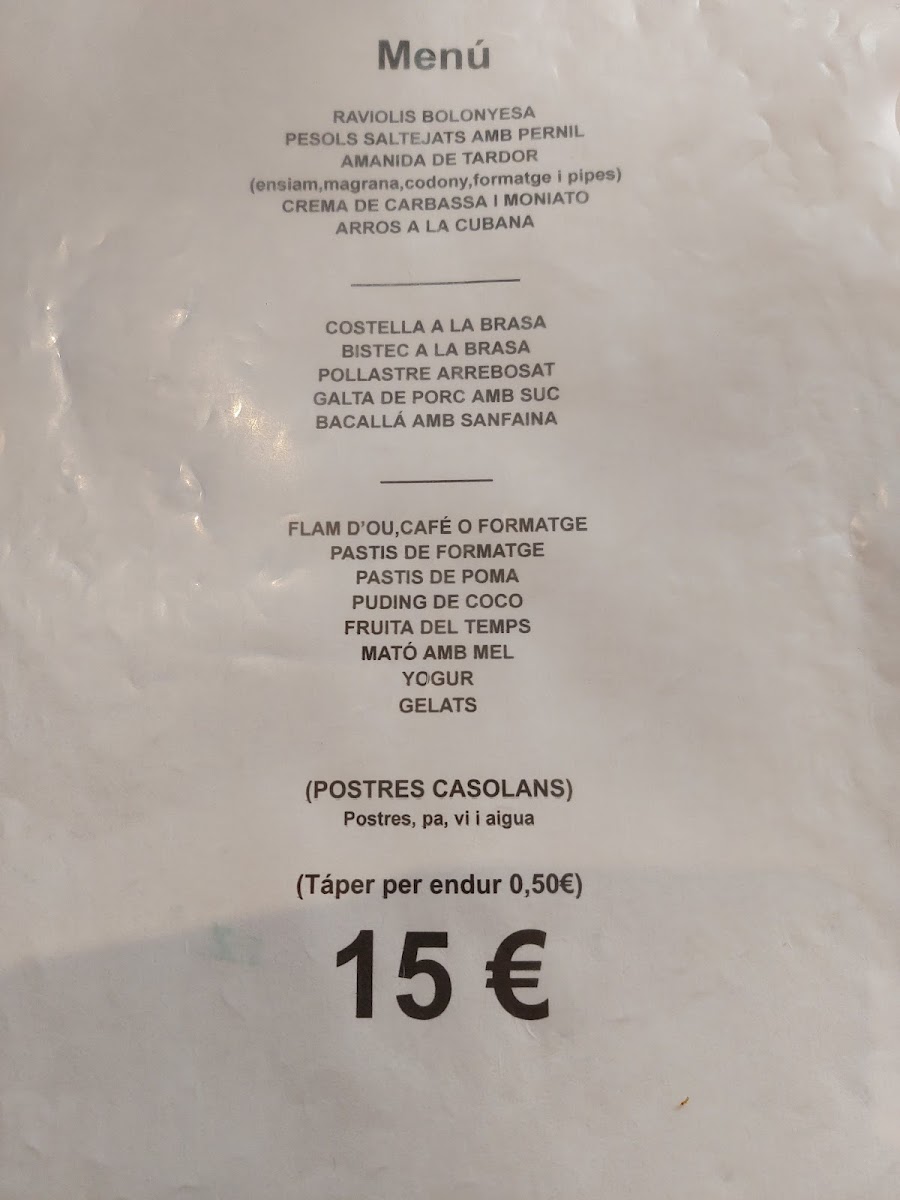 Menú
RAVIOLIS BOLONYESA
PESOLS SALTEJATS AMB PERNIL
AMANIDA DE TARDOR
(ensiam,magrana,codony,formatge i pipes)
CREMA DE CARBASSA I MONIATO
ARROS A LA CUBANA
COSTELLA A LA BRASA
BISTEC A LA BRASA
POLLASTRE ARREBOSAT
GALTA DE PORC AMB SUC
BACALLÁ AMB SANFAINA
FLAM D'OU,CAFÉ O FORMATGE
PASTIS DE FORMATGE
PASTIS DE POMA
PUDING DE COCO
FRUITA DEL TEMPS
MATÓ AMB MEL
YOGUR
GELATS
(POSTRES CASOLANS)
Postres, pa, vi i aigua
(Táper per endur 0,50€)
15 €